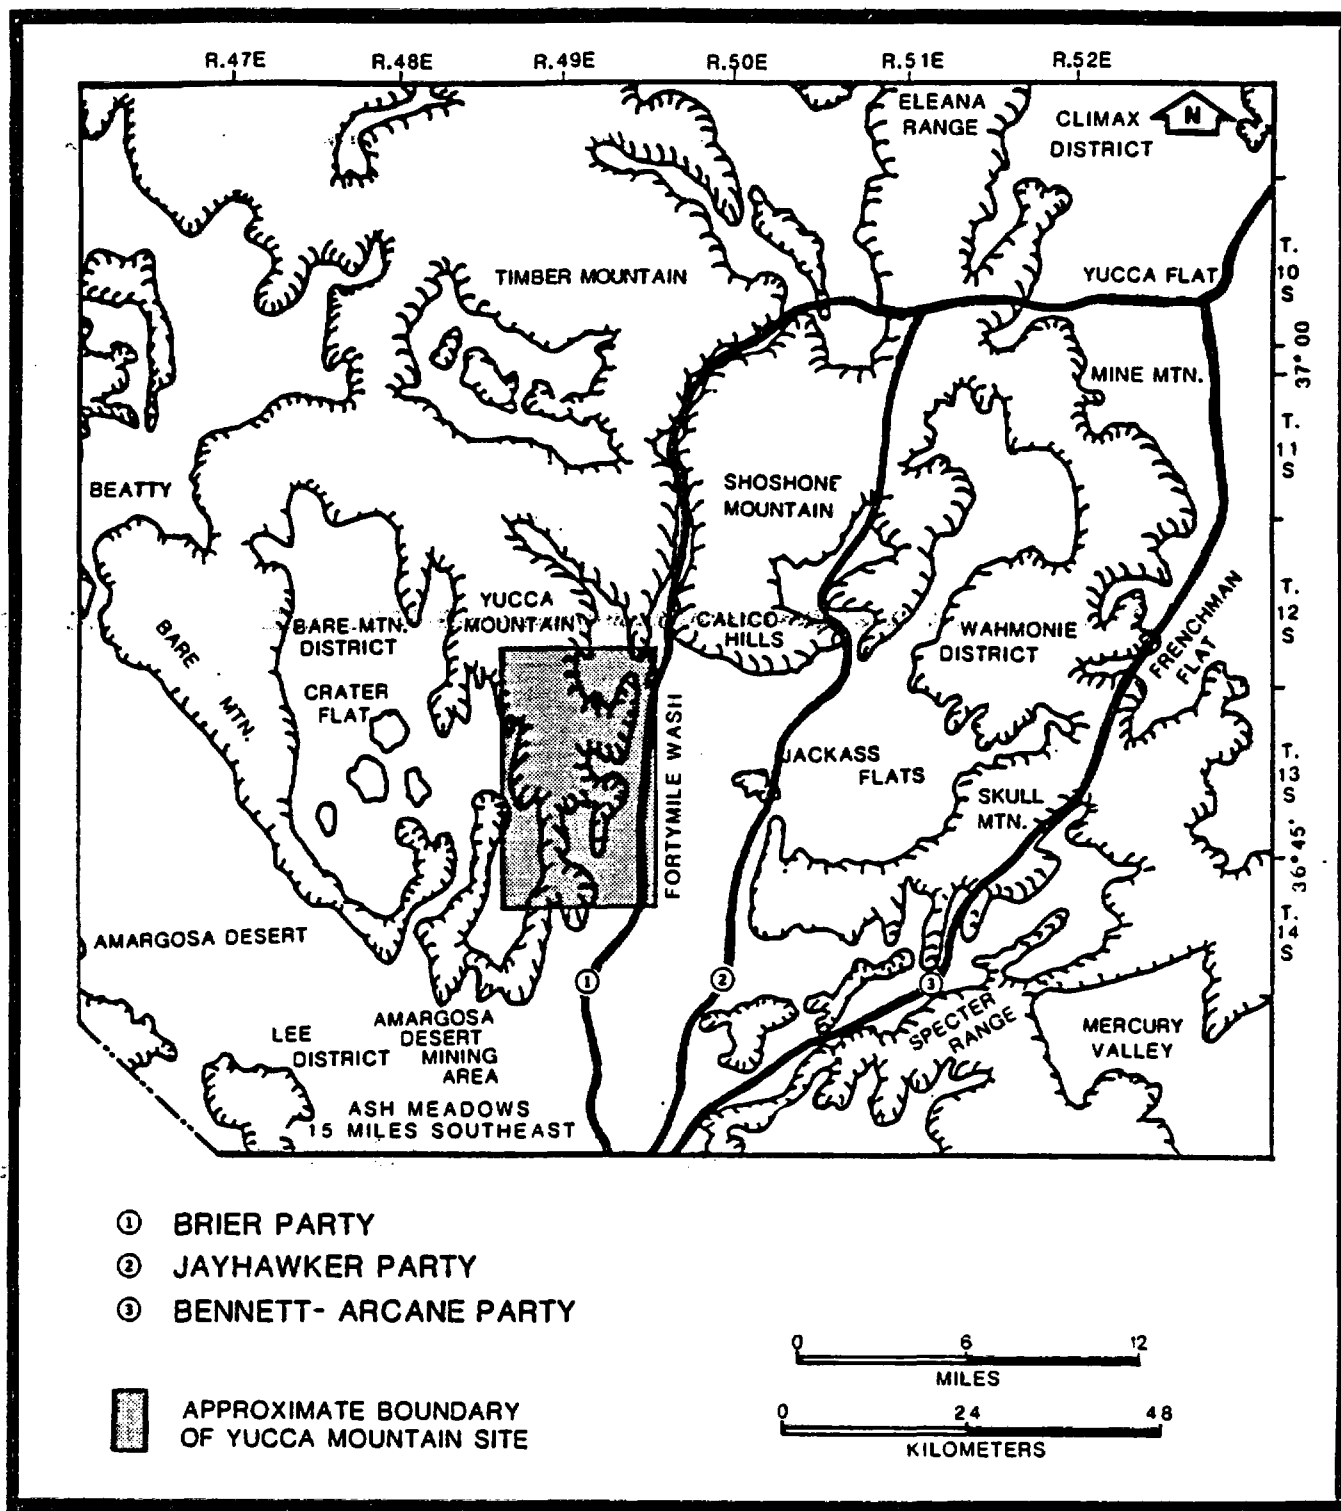 R.47E R.48E R.49E R.50E R.51E R.52E
ELEANA
RANGE
CLIMAX
DISTRICT
N
T.
10
S
YUCCA FLAT
TIMBER MOUNTAIN
37° 00
MINE MTN.
T.
11
S
BEATTY
SHOSHONE
MOUNTAIN
T.
12
S
FRENCHMAN
FLAT
YUCCA
MOUNTAIN
CALICO
HILLS
WAHMONIE
DISTRICT
BARE MTN.
BARE-MTN.
DISTRICT
CRATER
FLAT
FORTYMILE WASH
JACKASS
FLATS
T.
13
S
SKULL
MTN.
36° 45'
T.
14
S
AMARGOSA DESERT
1
2
3
SPECTER
RANGE
MERCURY
VALLEY
LEE
DISTRICT
AMARGOSA
DESERT
MINING
AREA
ASH MEADOWS
15 MILES SOUTHEAST
1 BRIER PARTY
2 JAYHAWKER PARTY
3 BENNETT- ARCANE PARTY
0 6 12
MILES
0 24 48
KILOMETERS
APPROXIMATE BOUNDARY
OF YUCCA MOUNTAIN SITE